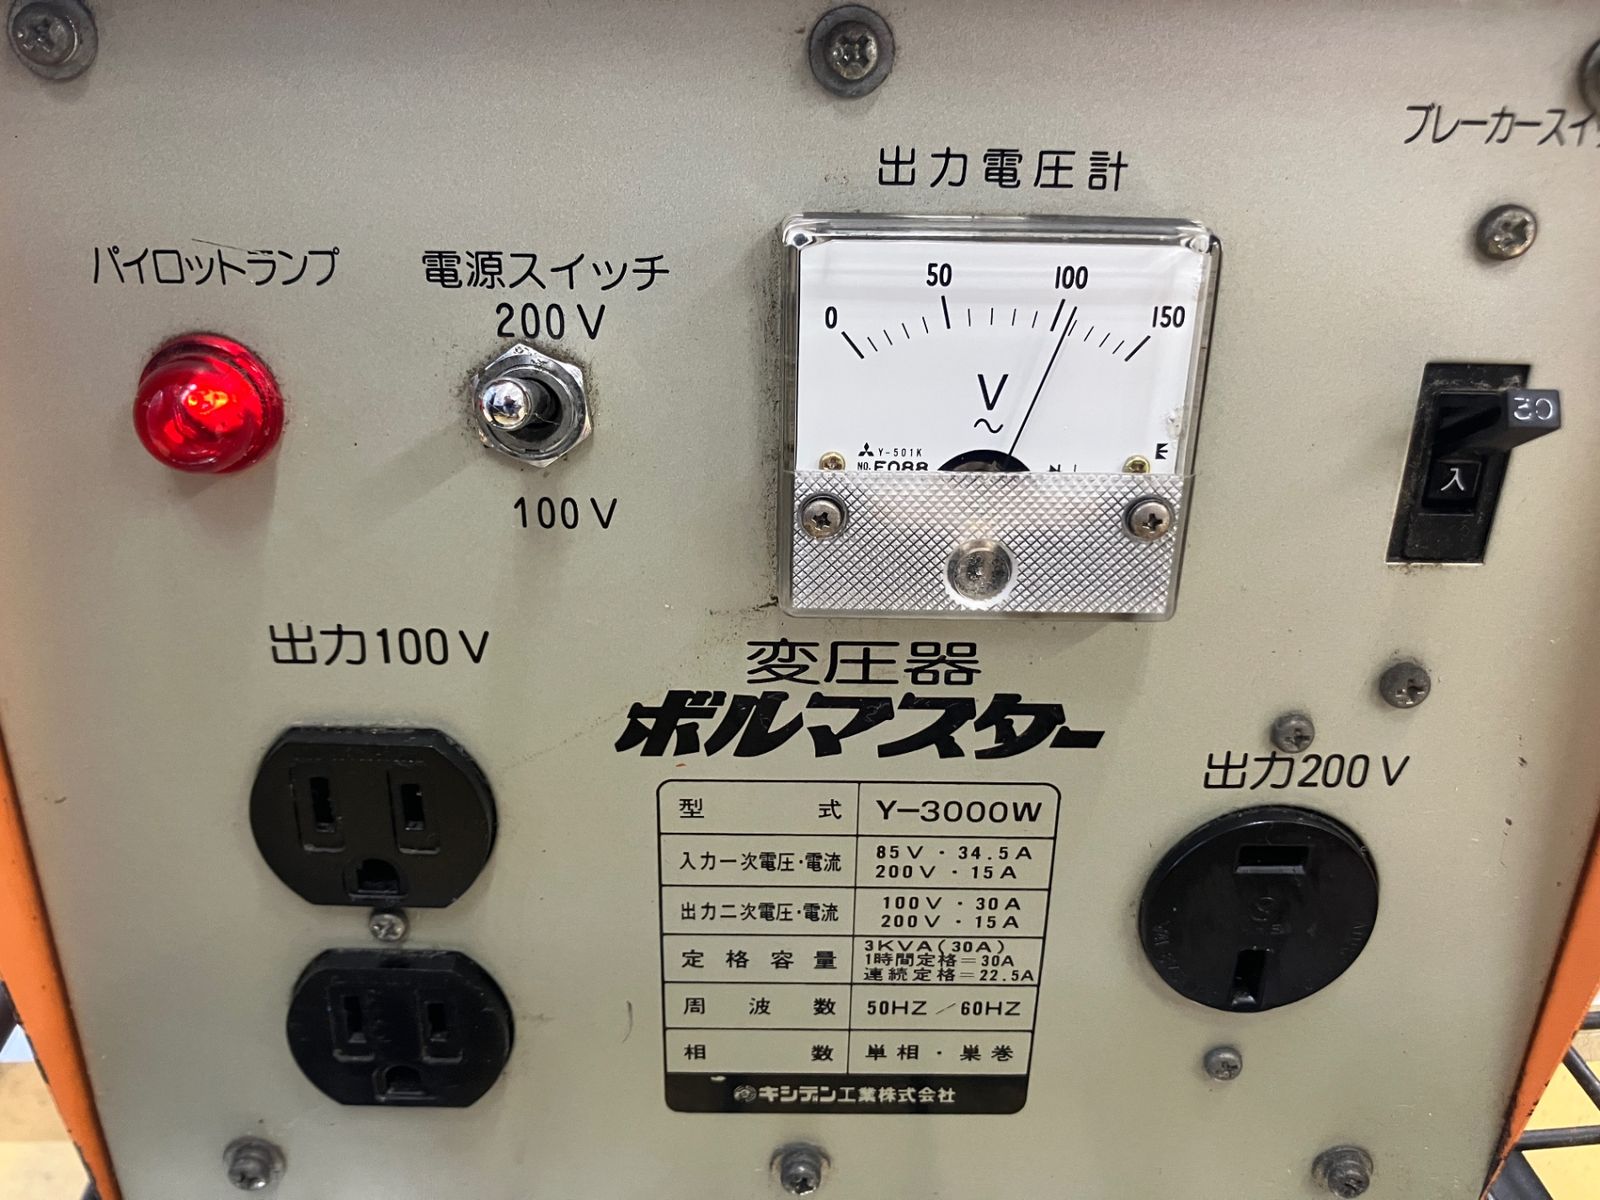 ブレーカースイッ
出力電圧計
パイロットランプ
電源スイッチ
200V
100V
0 50 100 150
V
Y-501K
NO.
入
出力100V
変圧器
ボルマスター
出力200V
型式 Y-3000W
入力一次電圧・電流 85V・34.5A
200V・15A
出力二次電圧・電流 100V・30A
200V・15A
定格容量 3KVA(30A)
1時間定格=30A
連続定格=22.5A
周波数 50HZ/60HZ
相数 単相・巣巻
キシデン工業株式会社